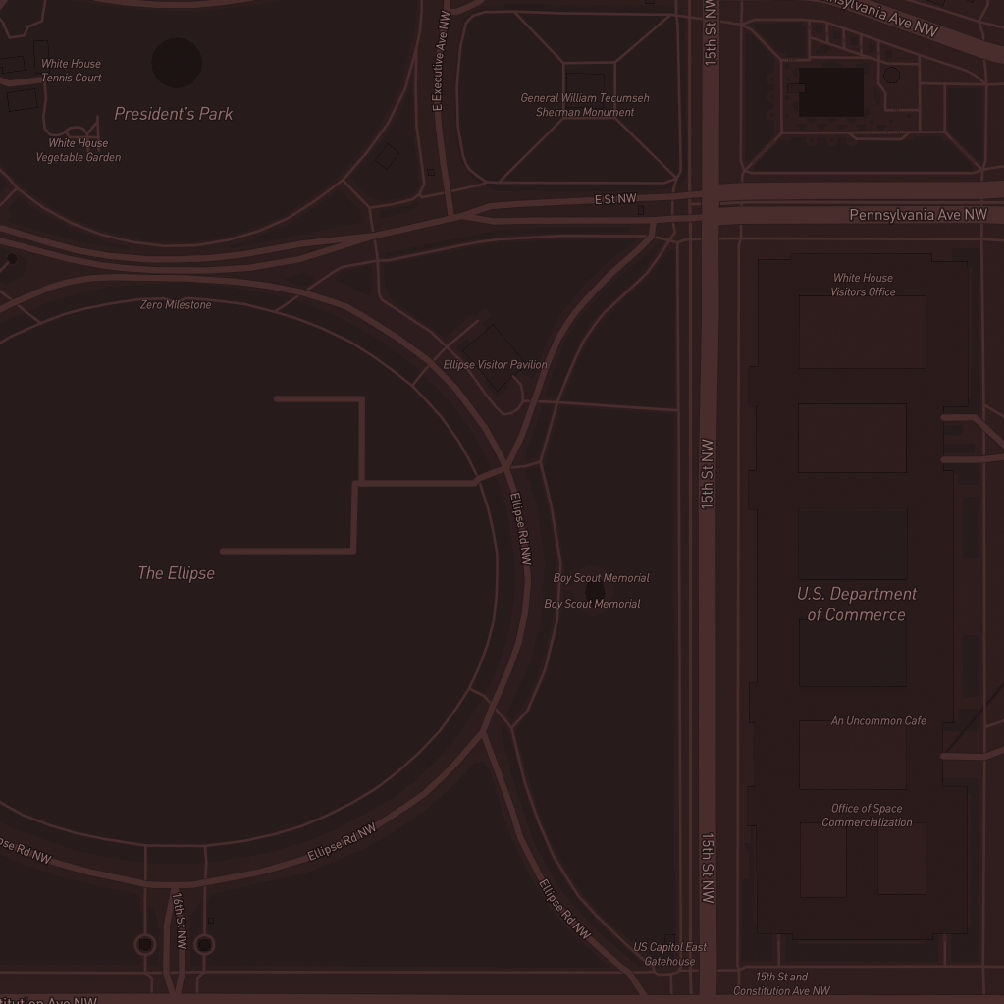 nsylvania Ave NW
15th St NW
E Executive Ave NW
White House
Tennis Court
President's Park
General William Tecumseh
Sherman Monument
White House
Vegetable Garden
E St NW
Pennsylvania Ave NW
White House
Visitors Office
Zero Milestone
Ellipse Visitor Pavilion
15th St NW
Ellipse Rd NW
The Ellipse
Boy Scout Memorial
Boy Scout Memorial
U.S. Department
of Commerce
An Uncommon Cafe
Office of Space
Commercialization
pse Rd NW
Ellipse Rd NW
15th St NW
16th St NW
Ellipse Rd NW
US Capitol East
Gatehouse
15th St and
Constitution Ave NW
titution Ave NW